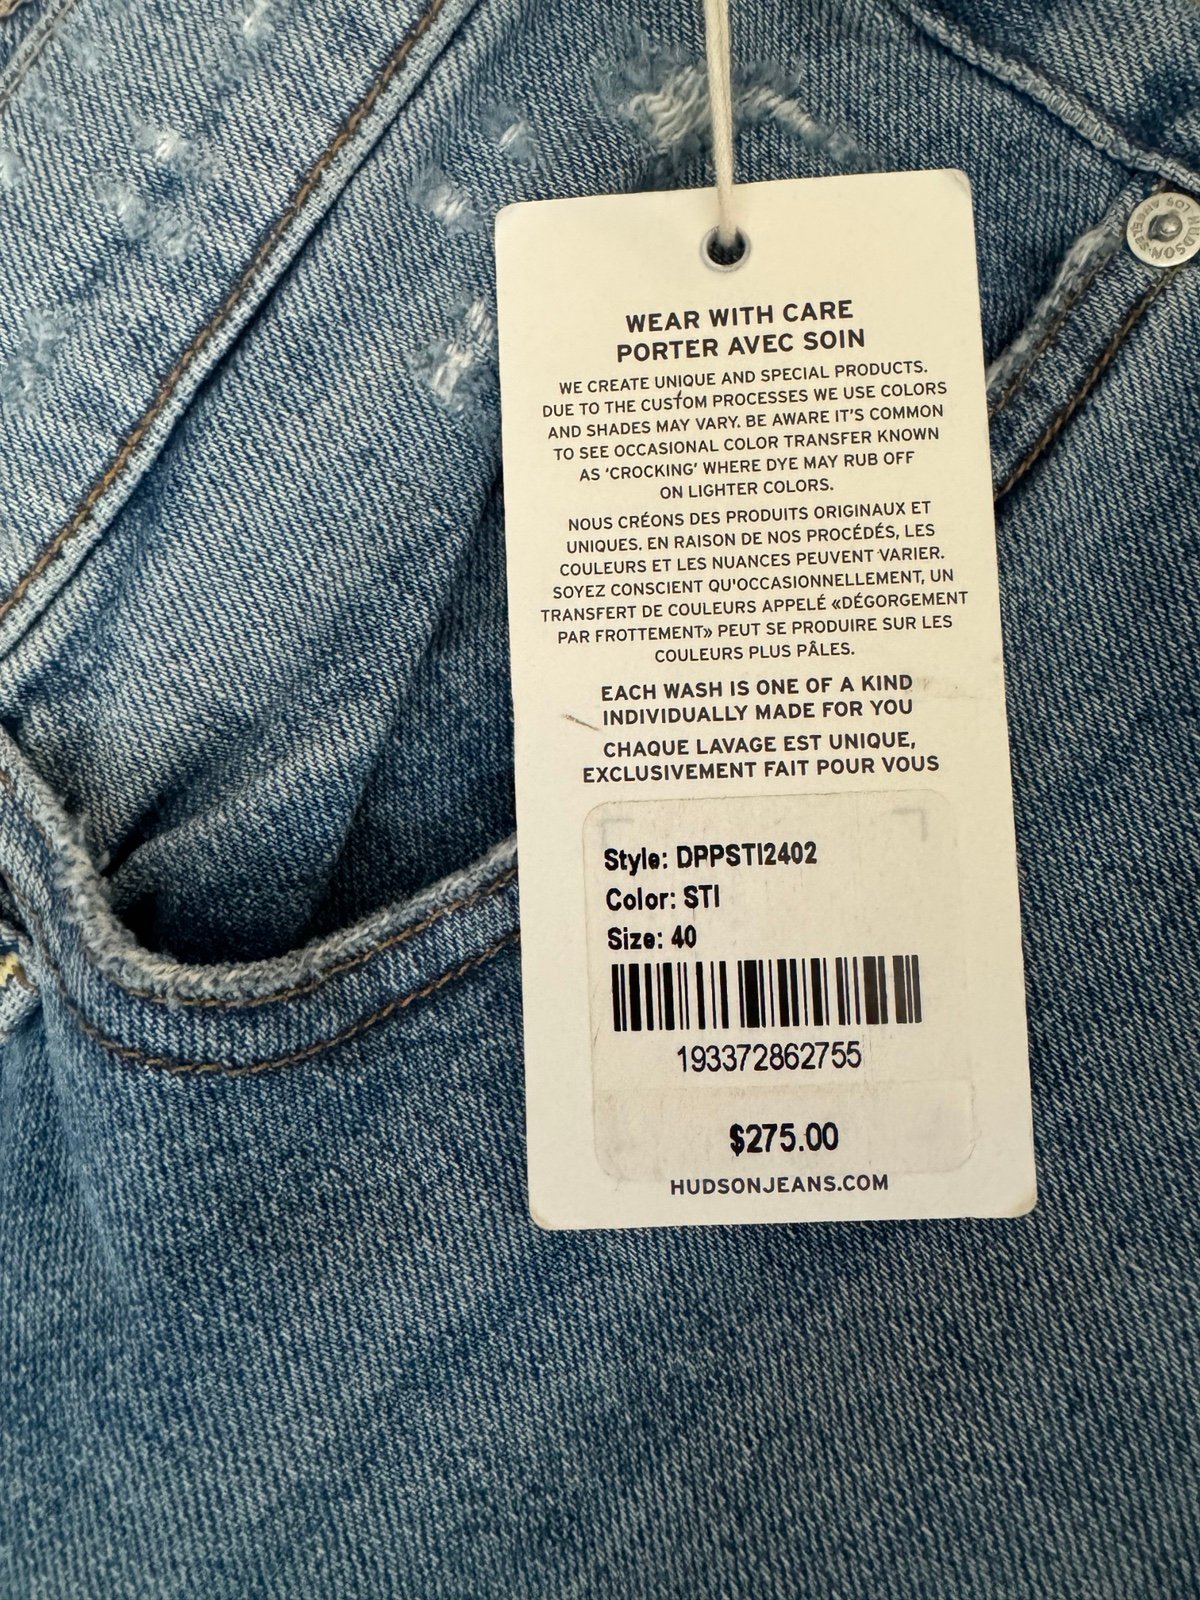 WEAR WITH CARE
PORTER AVEC SOIN
WE CREATE UNIQUE AND SPECIAL PRODUCTS.
DUE TO THE CUSTOM PROCESSES WE USE COLORS
AND SHADES MAY VARY. BE AWARE IT'S COMMON
TO SEE OCCASIONAL COLOR TRANSFER KNOWN
AS 'CROCKING' WHERE DYE MAY RUB OFF
ON LIGHTER COLORS.
NOUS CRÉONS DES PRODUITS ORIGINAUX ET
UNIQUES. EN RAISON DE NOS PROCÉDÉS, LES
COULEURS ET LES NUANCES PEUVENT VARIER.
SOYEZ CONSCIENT QU'OCCASIONNELLEMENT, UN
TRANSFERT DE COULEURS APPELÉ «DÉGORGEMENT
PAR FROTTEMENT» PEUT SE PRODUIRE SUR LES
COULEURS PLUS PÂLES.
EACH WASH IS ONE OF A KIND
INDIVIDUALLY MADE FOR YOU
CHAQUE LAVAGE EST UNIQUE,
EXCLUSIVEMENT FAIT POUR VOUS
Style: DPPSTI2402
Color: STI
Size: 40
193372862755
$275.00
HUDSONJEANS.COM
HUDSON LOS ANGELES